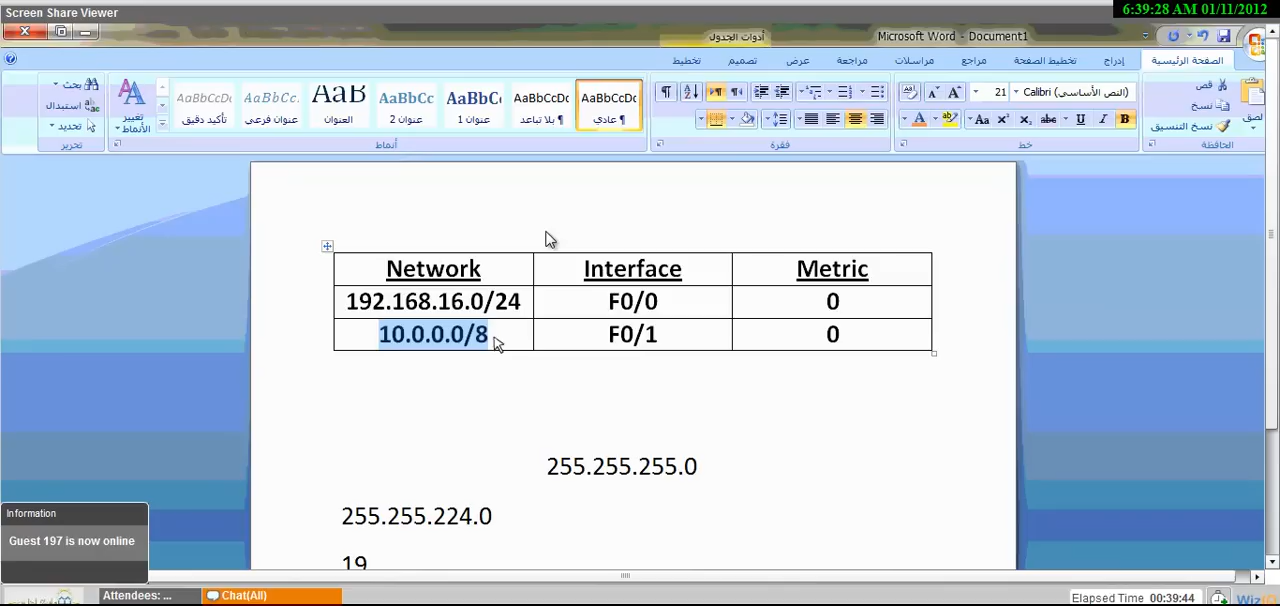 6:39:28 AM 01/11/2012
Screen Share Viewer
أدوات الجدول
Microsoft Word - Document1
الصفحة الرئيسية
إدراج
تخطيط الصفحة
مراجع
مراسلات
مراجعة
عرض
تصميم
تخطيط
لصق
قص
نسخ
نسخ التنسيق
الحافظة
Calibri (النص الأساسي)
21
خط
فقرة
AaBbCcDc
عادي
AaBbCcDc
بلا تباعد
AaBbCc
عنوان 1
AaBbCc
عنوان 2
AaB
العنوان
AaBbCc.
عنوان فرعي
AaBbCcDc
تأكيد دقيق
تغيير الأنماط
أنماط
بحث
استبدال
تحديد
تحرير
Network Interface Metric
192.168.16.0/24 F0/0 0
10.0.0.0/8 F0/1 0
255.255.255.0
255.255.224.0
19
Information
Guest 197 is now online
Attendees: ...
Chat(All)
Elapsed Time 00:39:44
WizIQ